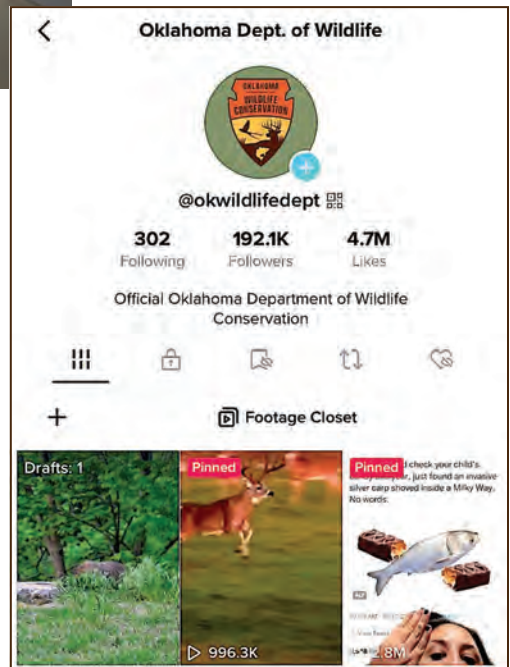 Oklahoma Dept. of Wildlife
OKLAHOMA
WILDLIFE
CONSERVATION
@okwildlifedept
302 192.1K 4.7M
Following Followers Likes
Official Oklahoma Department of Wildlife
Conservation
Footage Closet
Drafts: 1
Pinned
996.3K
Pinned
check your child's
just found an invasive
silver carp shoved inside a Milky Way.
No words.
2.8M